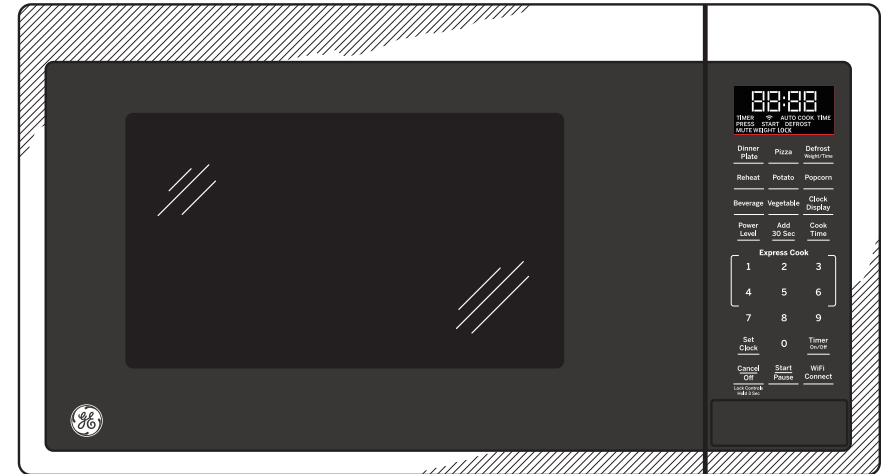 88:88
TIMER AUTO COOK TIME
PRESS START DEFROST
MUTE WEIGHT LOCK
Dinner Plate
Pizza
Defrost
Weight/Time
Reheat
Potato
Popcorn
Beverage
Vegetable
Clock Display
Power Level
Add 30 Sec
Cook Time
Express Cook
1 2 3
4 5 6
7 8 9
Set Clock
0
Timer
On/Off
Cancel
Off
Start
Pause
WiFi Connect
Lock Controls
Hold 3 Sec
GE